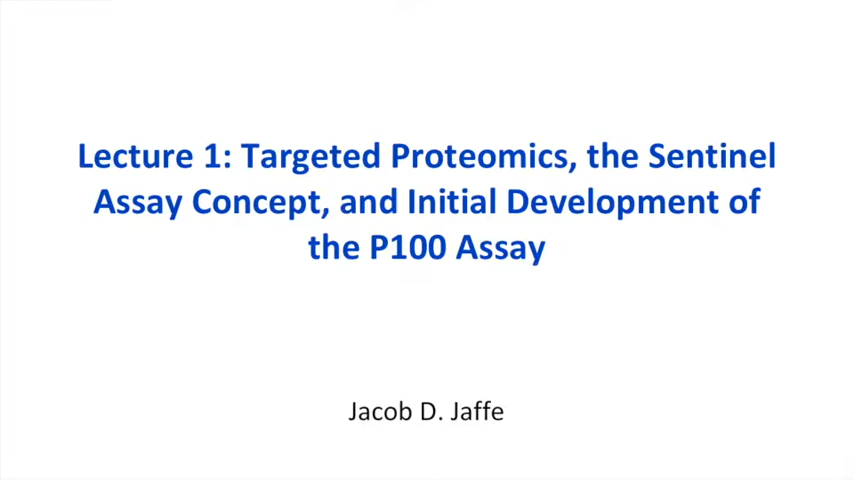 Lecture 1: Targeted Proteomics, the Sentinel
Assay Concept, and Initial Development of
the P100 Assay
Jacob D. Jaffe